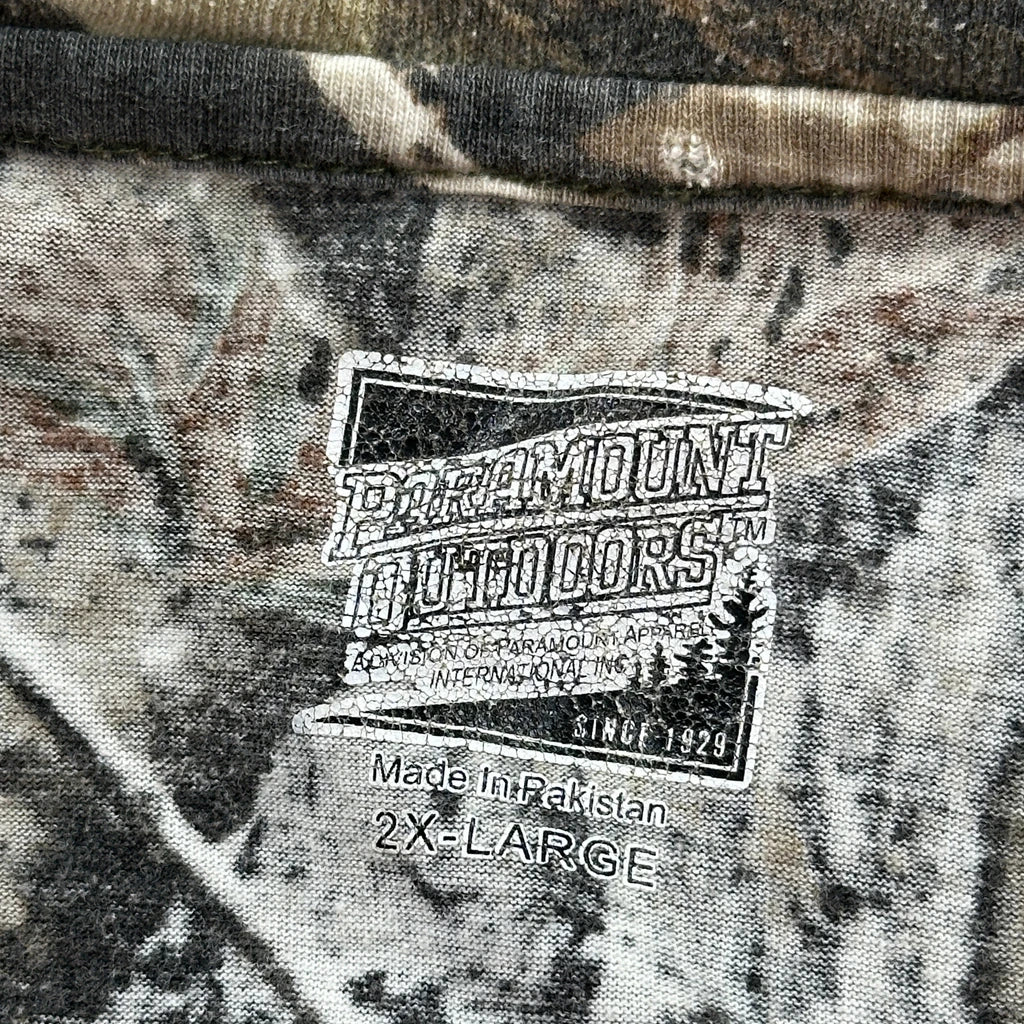 PARAMOUNT
OUTDOORS™
A DIVISION OF PARAMOUNT APPAREL
INTERNATIONAL INC
SINCE 1929
Made In Pakistan
2X-LARGE